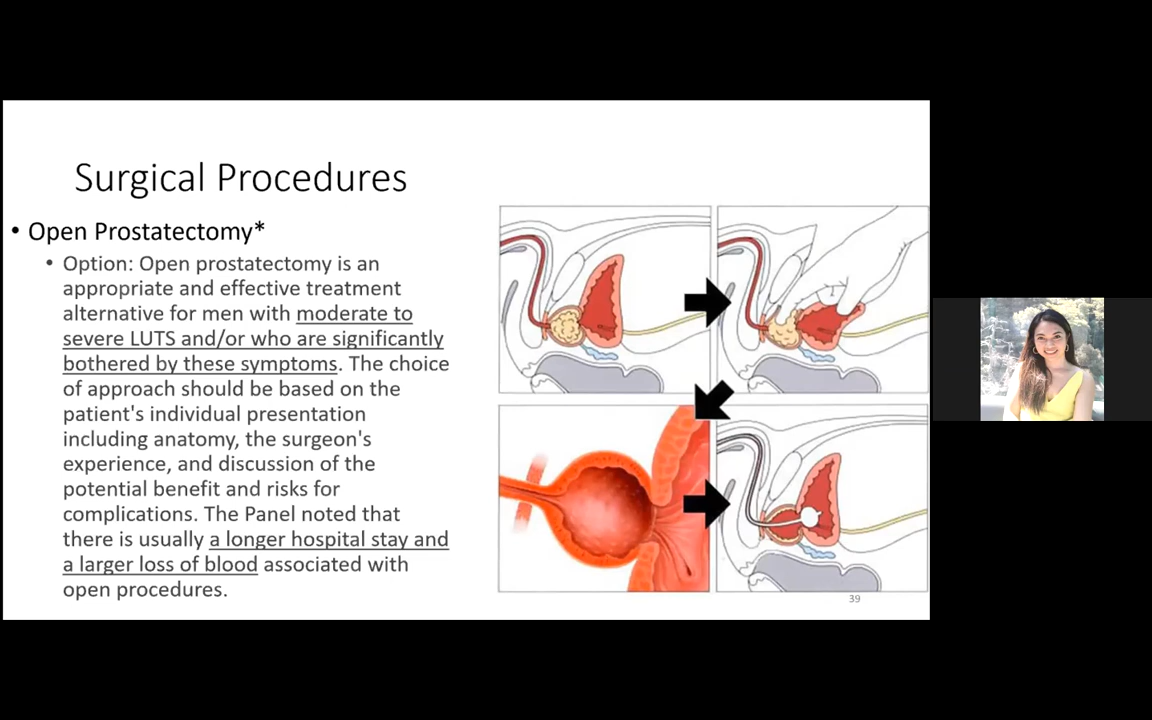 Surgical Procedures
• Open Prostatectomy*
• Option: Open prostatectomy is an
appropriate and effective treatment
alternative for men with moderate to
severe LUTS and/or who are significantly
bothered by these symptoms. The choice
of approach should be based on the
patient's individual presentation
including anatomy, the surgeon's
experience, and discussion of the
potential benefit and risks for
complications. The Panel noted that
there is usually a longer hospital stay and
a larger loss of blood associated with
open procedures.
39